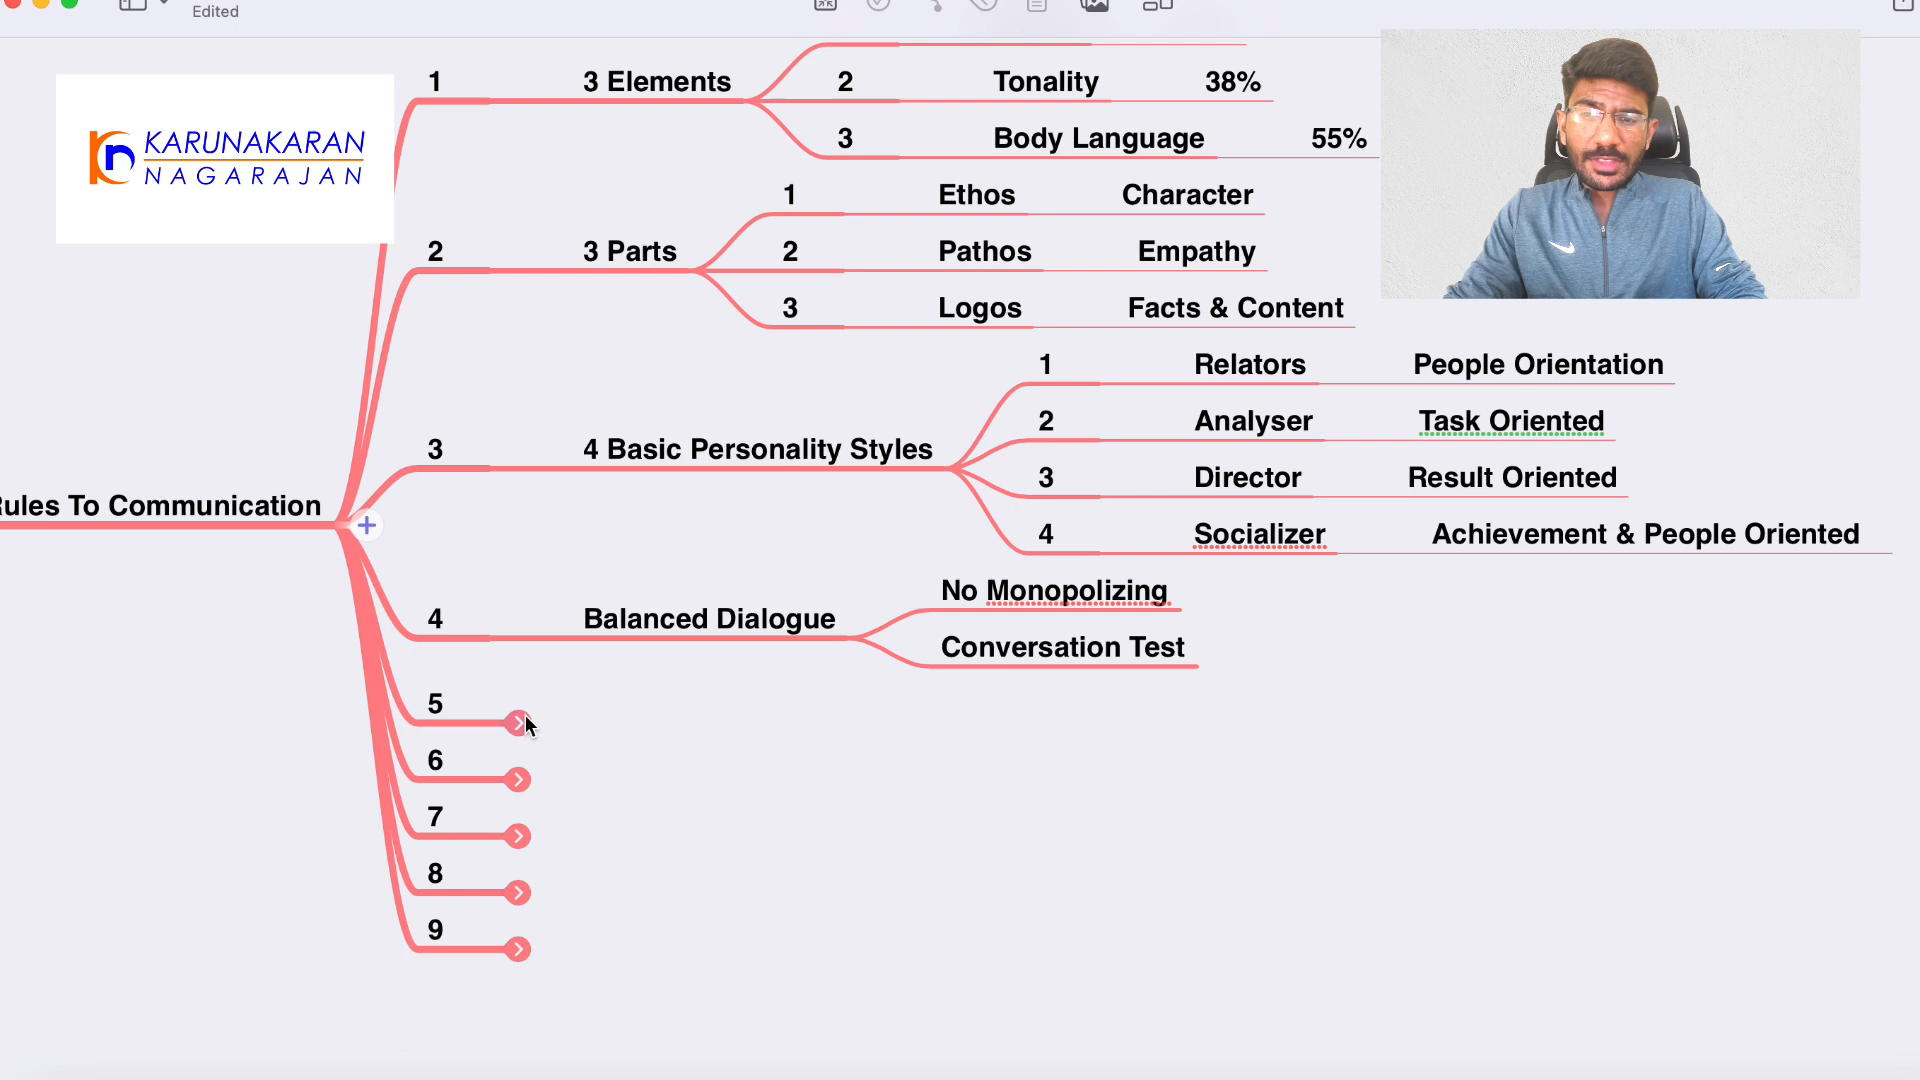 Edited
KARUNAKARAN
NAGARAJAN
1 3 Elements
2 Tonality 38%
3 Body Language 55%
2 3 Parts
1 Ethos Character
2 Pathos Empathy
3 Logos Facts & Content
3 4 Basic Personality Styles
1 Relators People Orientation
2 Analyser Task Oriented
3 Director Result Oriented
4 Socializer Achievement & People Oriented
Rules To Communication
4 Balanced Dialogue
No Monopolizing
Conversation Test
5
6
7
8
9